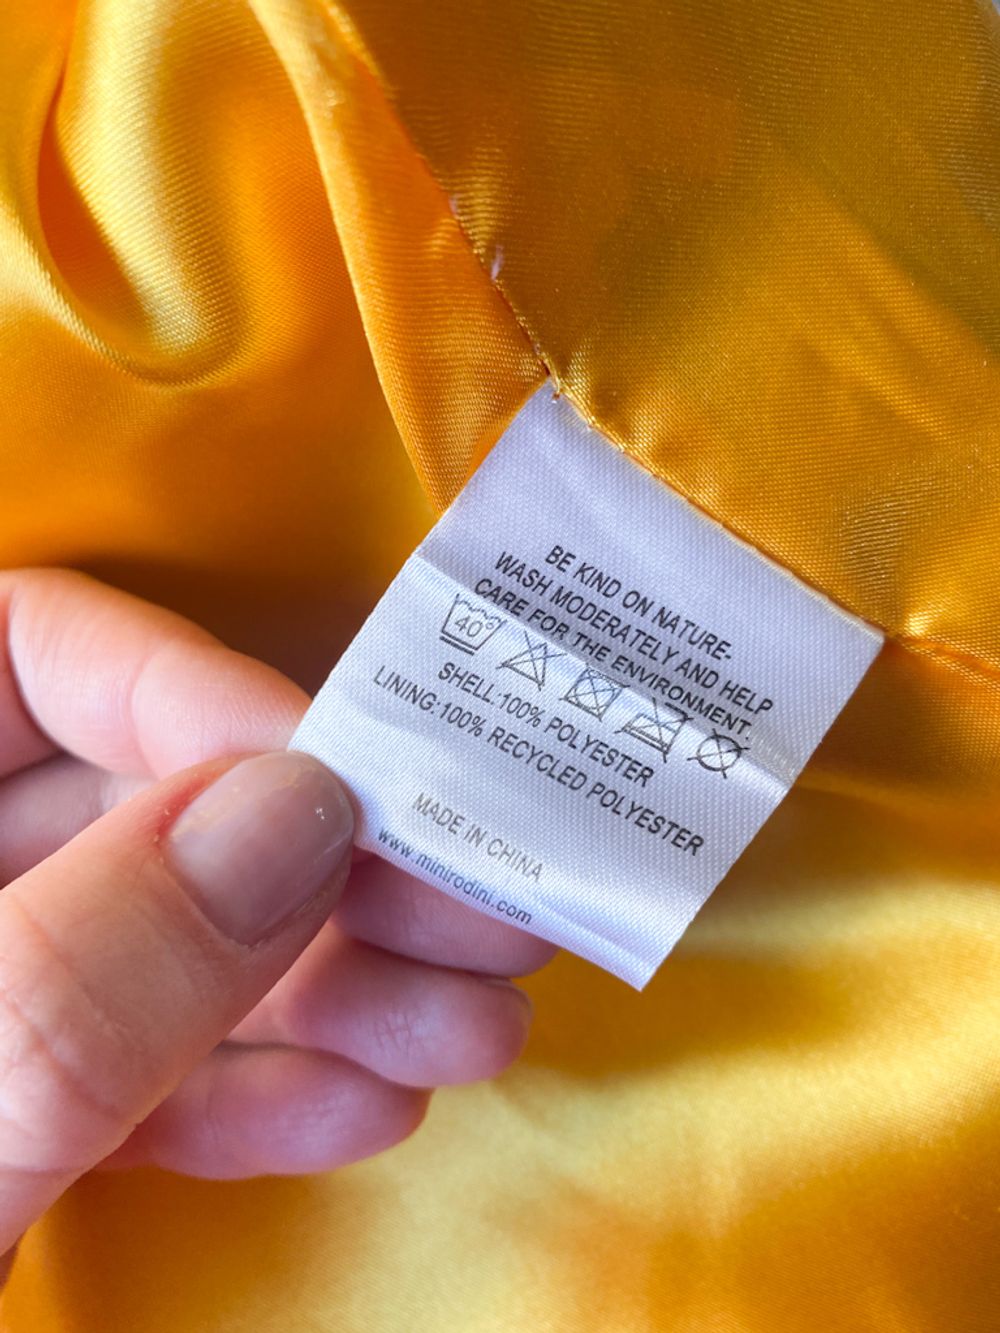 BE KIND ON NATURE-
WASH MODERATELY AND HELP
CARE FOR THE ENVIRONMENT.
40°
SHELL:100% POLYESTER
LINING:100% RECYCLED POLYESTER
MADE IN CHINA
www.minirodini.com